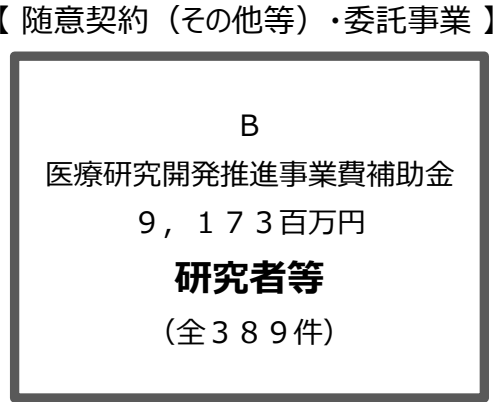 【 随意契約（その他等）・委託事業 】
B
医療研究開発推進事業費補助金
９，１７３百万円
研究者等
（全３８９件）